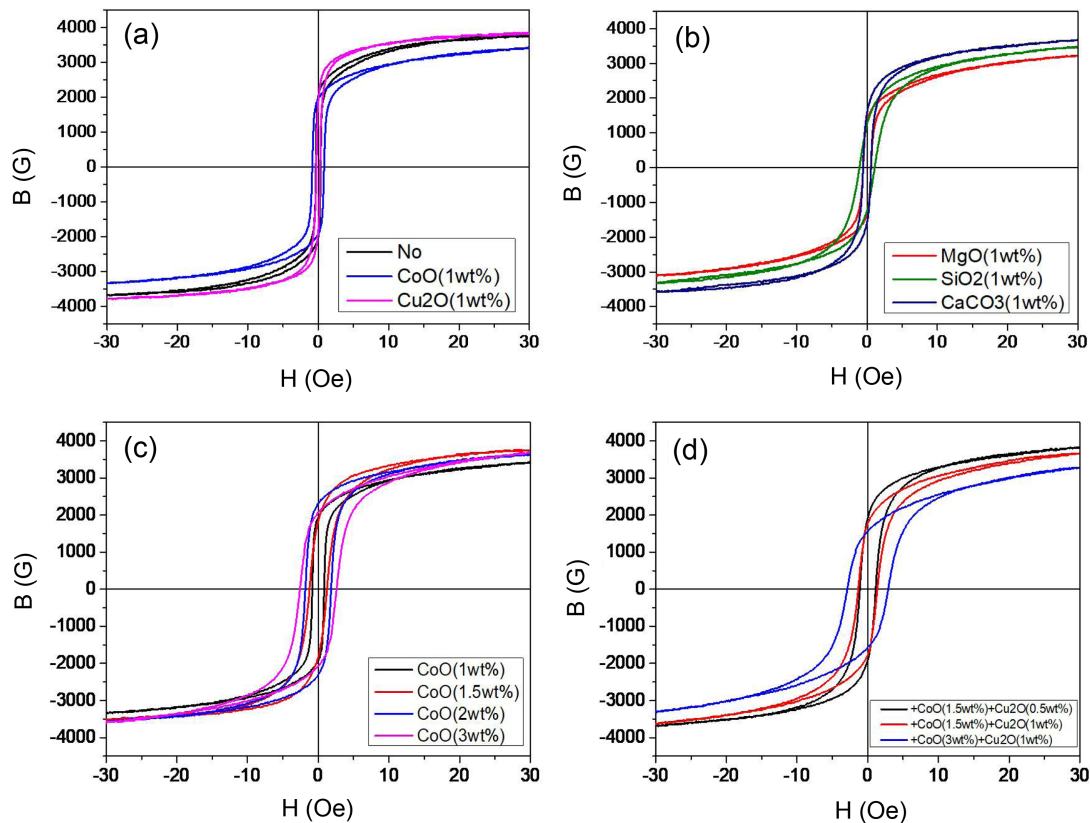 (a)
4000
3000
2000
1000
0
-1000
-2000
-3000
-4000
B (G)
-30 -20 -10 0 10 20 30
H (Oe)
No
CoO(1wt%)
Cu2O(1wt%)
(b)
4000
3000
2000
1000
0
-1000
-2000
-3000
-4000
B (G)
-30 -20 -10 0 10 20 30
H (Oe)
MgO(1wt%)
SiO2(1wt%)
CaCO3(1wt%)
(c)
4000
3000
2000
1000
0
-1000
-2000
-3000
-4000
B (G)
-30 -20 -10 0 10 20 30
H (Oe)
CoO(1wt%)
CoO(1.5wt%)
CoO(2wt%)
CoO(3wt%)
(d)
4000
3000
2000
1000
0
-1000
-2000
-3000
-4000
B (G)
-30 -20 -10 0 10 20 30
H (Oe)
+CoO(1.5wt%)+Cu2O(0.5wt%)
+CoO(1.5wt%)+Cu2O(1wt%)
+CoO(3wt%)+Cu2O(1wt%)